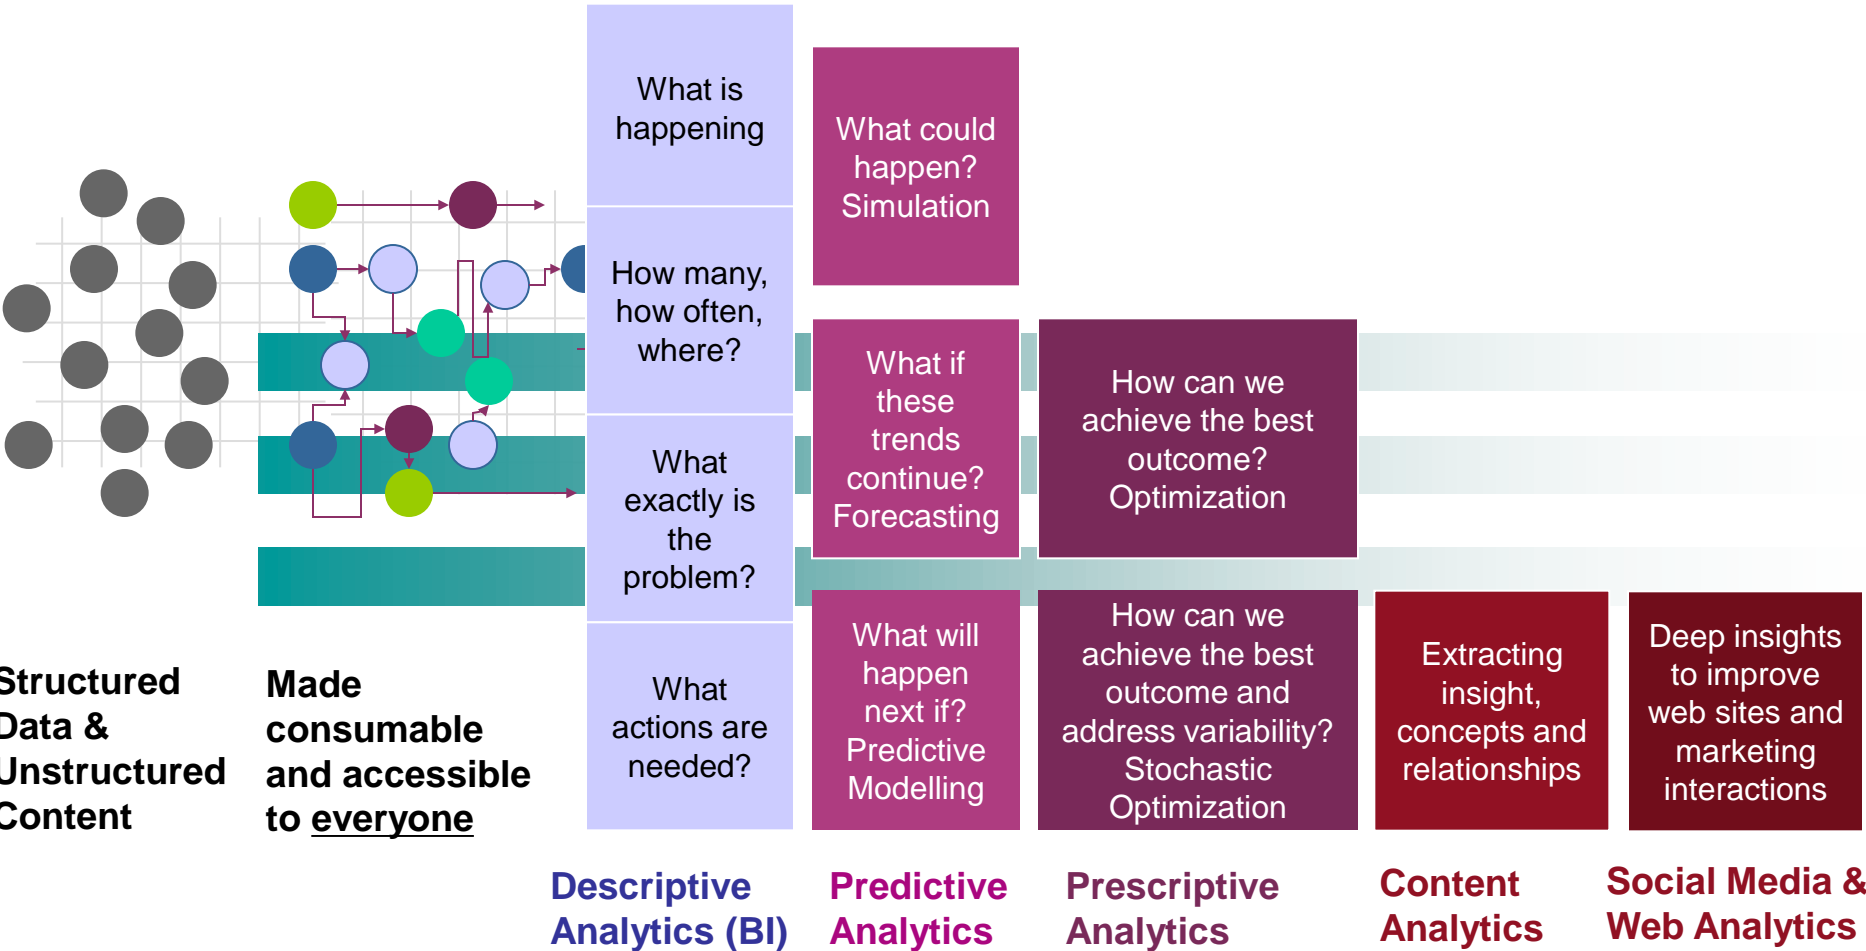 What is
happening
How many,
how often,
where?
What
exactly is
the
problem?
What
actions are
needed?
What could
happen?
Simulation
What if
these
trends
continue?
Forecasting
What will
happen
next if?
Predictive
Modelling
How can we
achieve the best
outcome?
Optimization
How can we
achieve the best
outcome and
address variability?
Stochastic
Optimization
Extracting
insight,
concepts and
relationships
Deep insights
to improve
web sites and
marketing
interactions
Structured
Data &
Unstructured
Content
Made
consumable
and accessible
to everyone
Descriptive
Analytics (BI)
Predictive
Analytics
Prescriptive
Analytics
Content
Analytics
Social Media &
Web Analytics